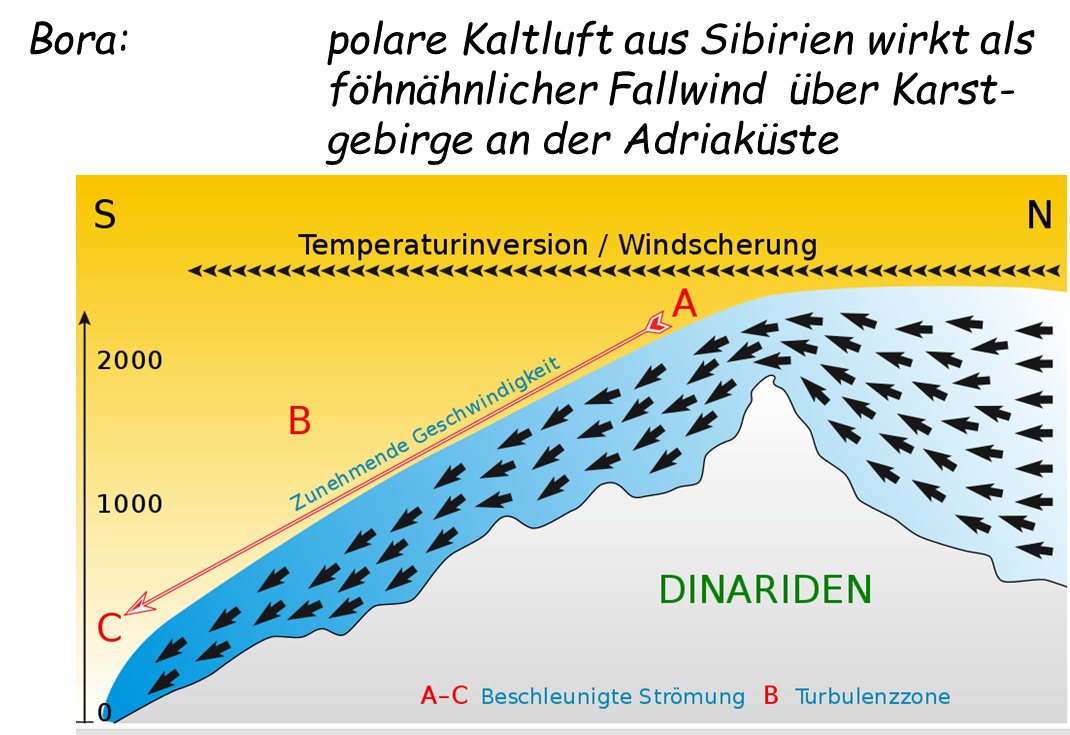 Bora: polare Kaltluft aus Sibirien wirkt als
föhnähnlicher Fallwind über Karst-
gebirge an der Adriaküste
S N
Temperaturinversion / Windscherung
A
2000
Zunehmende Geschwindigkeit
B
1000
DINARIDEN
C
A–C Beschleunigte Strömung B Turbulenzzone
0